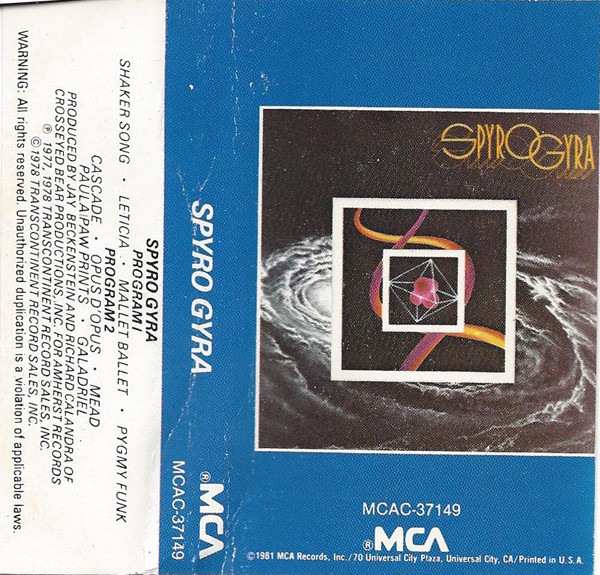 SPYRO GYRA
PROGRAM I
SHAKER SONG · LETICIA · MALLET BALLET · PYGMY FUNK
PROGRAM 2
CASCADE · OPUS D'OPUS · MEAD
PAW PRINTS · GALADRIEL
PRODUCED BY JAY BECKENSTEIN AND RICHARD CALANDRA OF
CROSSEYED BEAR PRODUCTIONS, INC. FOR AMHERST RECORDS
℗ 1977, 1978 TRANSCONTINENT RECORD SALES, INC.
© 1978 TRANSCONTINENT RECORD SALES, INC.
WARNING: All rights reserved. Unauthorized duplication is a violation of applicable laws.
SPYRO GYRA
MCA®
MCAC-37149
SPYRO GYRA
MCAC-37149
®MCA
©1981 MCA Records, Inc./70 Universal City Plaza, Universal City, CA/Printed in U.S.A.